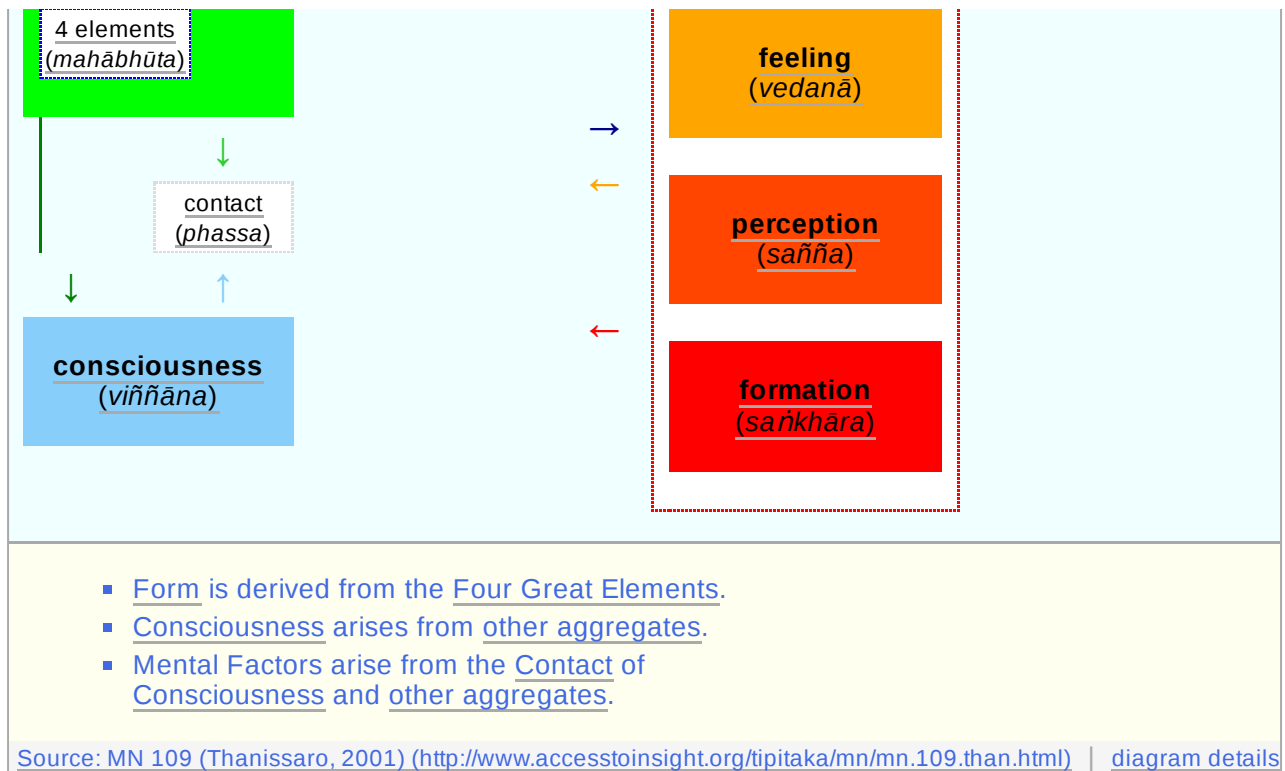 4 elements
(mahābhūta)
feeling
(vedanā)
→
↓
←
contact
(phassa)
perception
(sañña)
↓ ↑
←
consciousness
(viññāna)
formation
(saṅkhāra)
Form is derived from the Four Great Elements.
Consciousness arises from other aggregates.
Mental Factors arise from the Contact of
Consciousness and other aggregates.
Source: MN 109 (Thanissaro, 2001) (http://www.accesstoinsight.org/tipitaka/mn/mn.109.than.html) | diagram details